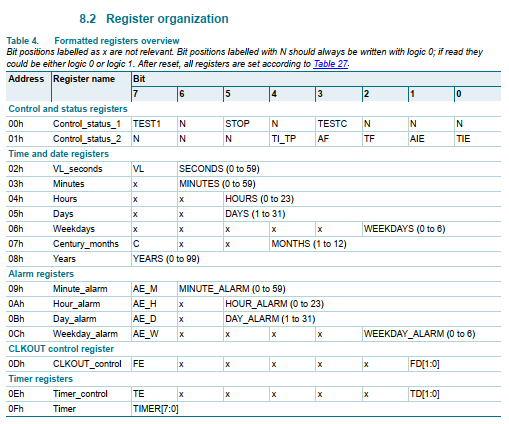 8.2 Register organization
Table 4. Formatted registers overview
Bit positions labelled as x are not relevant. Bit positions labelled with N should always be written with logic 0; if read they
could be either logic 0 or logic 1. After reset, all registers are set according to Table 27.
Address Register name Bit
7 6 5 4 3 2 1 0
Control and status registers
00h Control_status_1 TEST1 N STOP N TESTC N N N
01h Control_status_2 N N N TI_TP AF TF AIE TIE
Time and date registers
02h VL_seconds VL SECONDS (0 to 59)
03h Minutes x MINUTES (0 to 59)
04h Hours x x HOURS (0 to 23)
05h Days x x DAYS (1 to 31)
06h Weekdays x x x x x WEEKDAYS (0 to 6)
07h Century_months C x x MONTHS (1 to 12)
08h Years YEARS (0 to 99)
Alarm registers
09h Minute_alarm AE_M MINUTE_ALARM (0 to 59)
0Ah Hour_alarm AE_H x HOUR_ALARM (0 to 23)
0Bh Day_alarm AE_D x DAY_ALARM (1 to 31)
0Ch Weekday_alarm AE_W x x x x WEEKDAY_ALARM (0 to 6)
CLKOUT control register
0Dh CLKOUT_control FE x x x x x FD[1:0]
Timer registers
0Eh Timer_control TE x x x x x TD[1:0]
0Fh Timer TIMER[7:0]